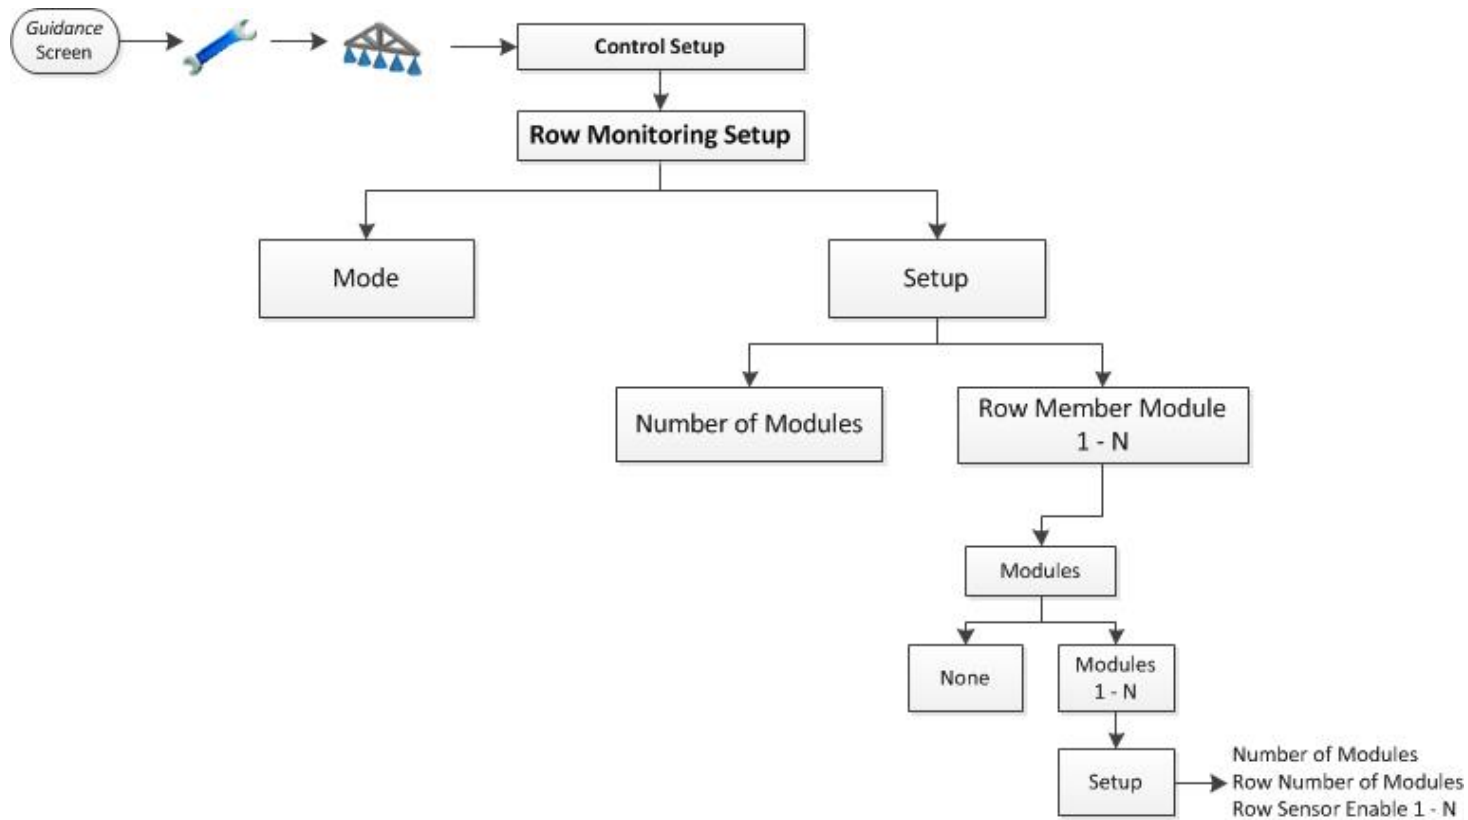 Guidance
Screen
Control Setup
Row Monitoring Setup
Mode
Setup
Number of Modules
Row Member Module
1 - N
Modules
None
Modules
1 - N
Setup
Number of Modules
Row Number of Modules
Row Sensor Enable 1 - N